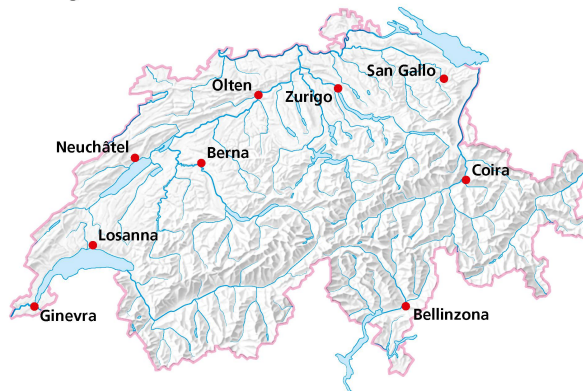 San Gallo
Olten
Zurigo
Neuchâtel
Berna
Coira
Losanna
Ginevra
Bellinzona